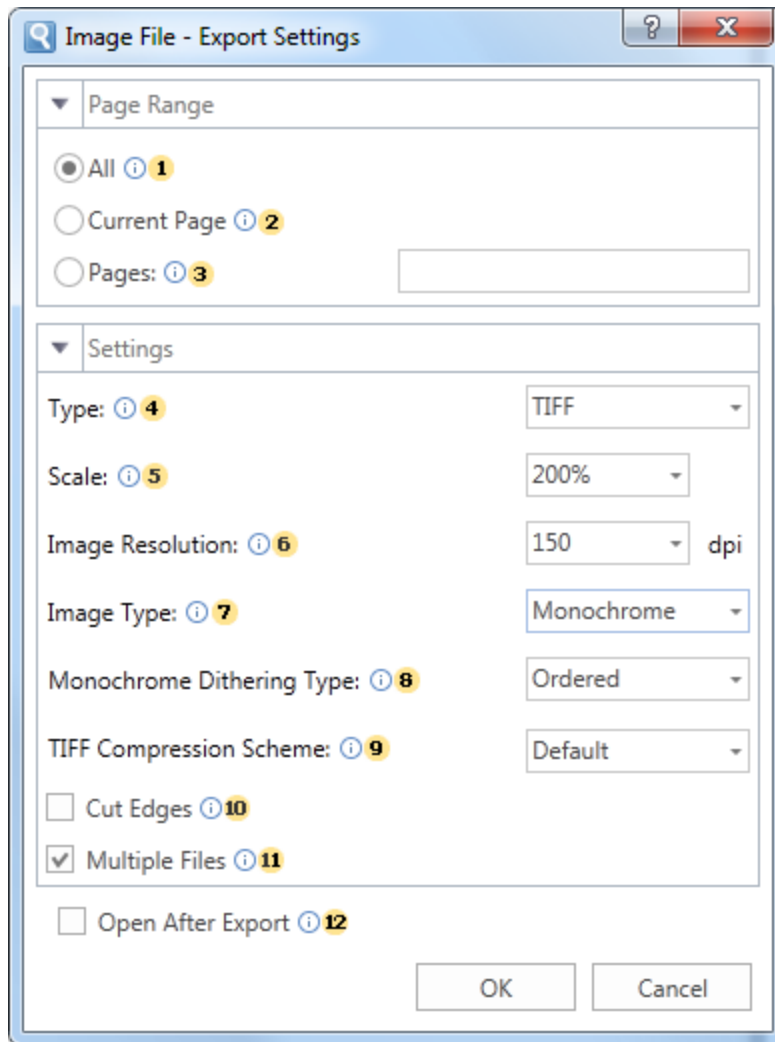 Image File - Export Settings
?
X
Page Range
All 1
Current Page 2
Pages: 3
Settings
Type: 4 TIFF
Scale: 5 200%
Image Resolution: 6 150 dpi
Image Type: 7 Monochrome
Monochrome Dithering Type: 8 Ordered
TIFF Compression Scheme: 9 Default
Cut Edges 10
Multiple Files 11
Open After Export 12
OK Cancel